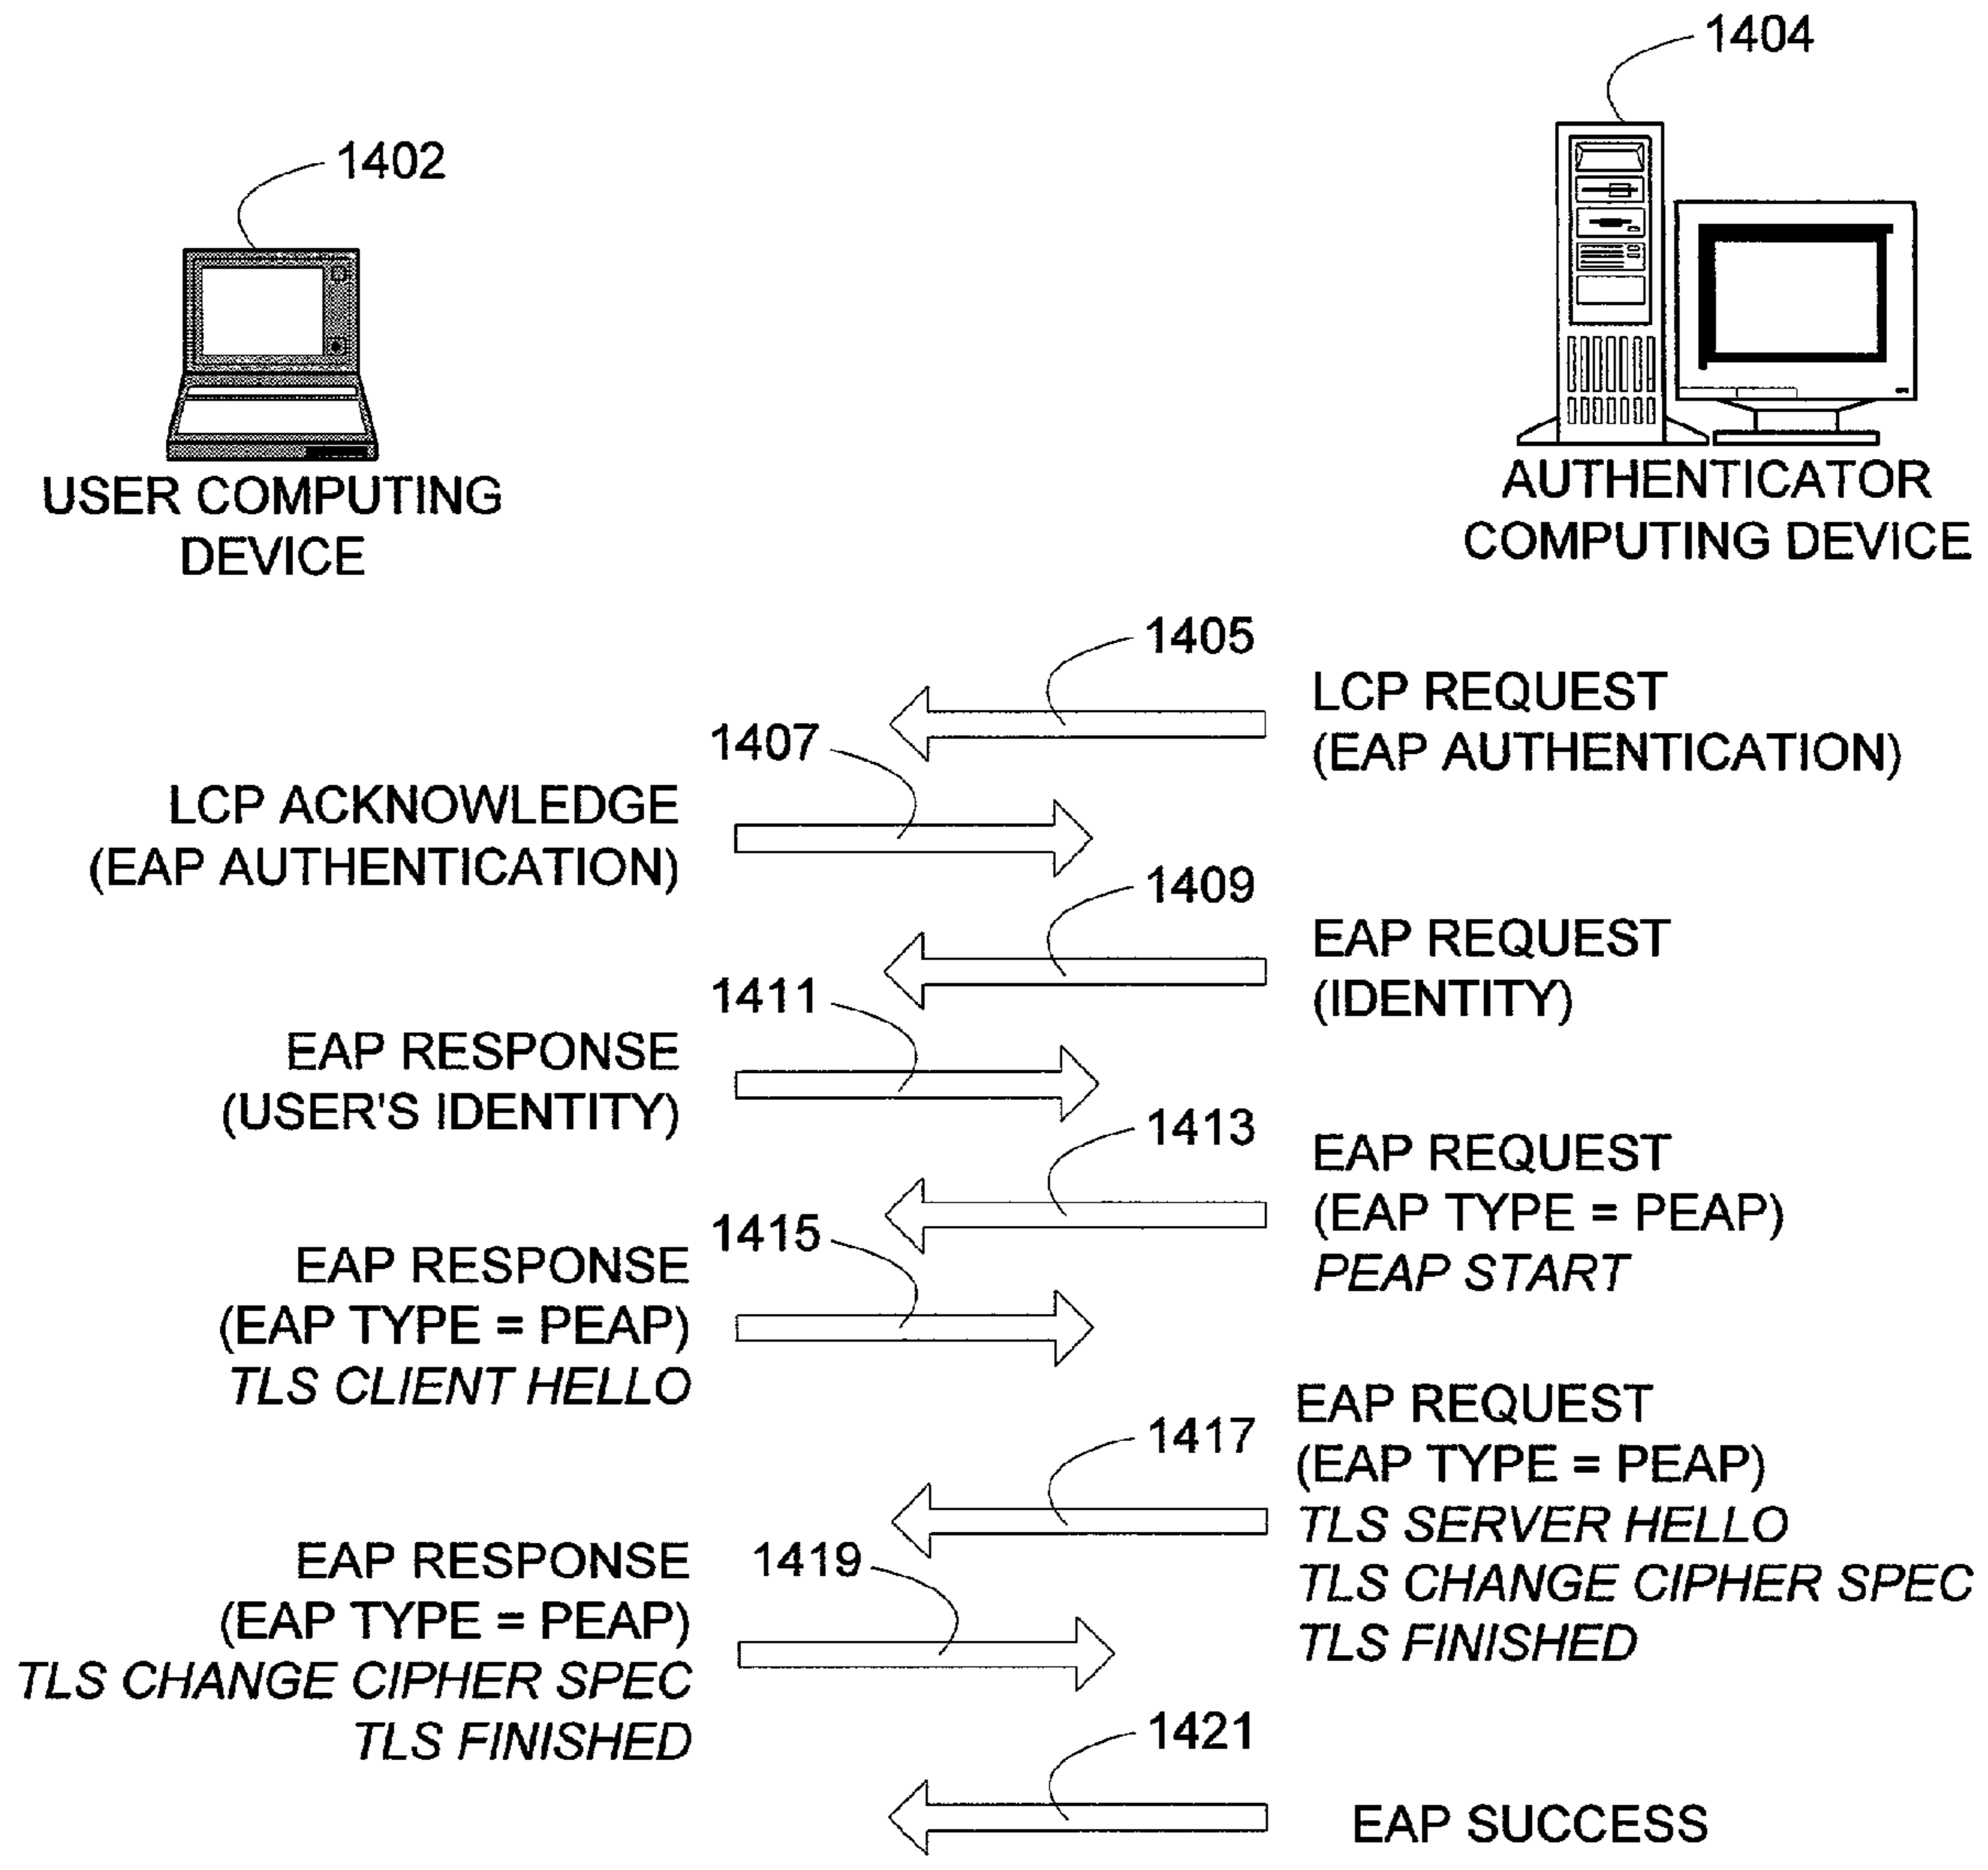 1404
1402
USER COMPUTING
DEVICE
AUTHENTICATOR
COMPUTING DEVICE
1405
LCP REQUEST
(EAP AUTHENTICATION)
1407
LCP ACKNOWLEDGE
(EAP AUTHENTICATION)
1409
EAP REQUEST
(IDENTITY)
1411
EAP RESPONSE
(USER'S IDENTITY)
1413
EAP REQUEST
(EAP TYPE = PEAP)
PEAP START
1415
EAP RESPONSE
(EAP TYPE = PEAP)
TLS CLIENT HELLO
1417
EAP REQUEST
(EAP TYPE = PEAP)
TLS SERVER HELLO
TLS CHANGE CIPHER SPEC
TLS FINISHED
1419
EAP RESPONSE
(EAP TYPE = PEAP)
TLS CHANGE CIPHER SPEC
TLS FINISHED
1421
EAP SUCCESS